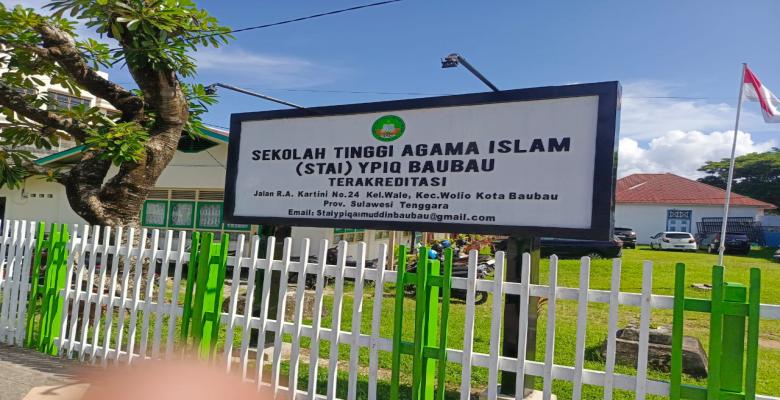 SEKOLAH TINGGI AGAMA ISLAM
(STAI) YPIQ BAUBAU
TERAKREDITASI
Jalan R.A. Kartini No.24 Kel.Wale, Kec.Wolio Kota Baubau
Prov. Sulawesi Tenggara
Email: Staiypiqaimuddinbaubau@gmail.com